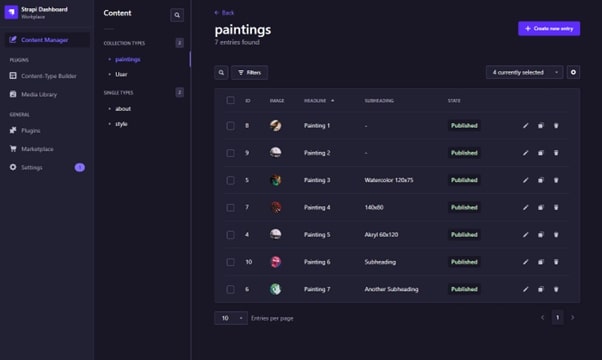 Strapi Dashboard
Workplace
Content Manager
PLUGINS
Content-Type Builder
Media Library
GENERAL
Plugins
Marketplace
Settings
1
Content
COLLECTION TYPES 2
paintings
User
SINGLE TYPES 2
about
style
Back
paintings
7 entries found
Create new entry
Filters
4 currently selected
ID IMAGE HEADLINE SUBHEADING STATE
8 Painting 1 - Published
9 Painting 2 - Published
5 Painting 3 Watercolor 120x75 Published
7 Painting 4 140x80 Published
4 Painting 5 Akryl 60x120 Published
10 Painting 6 Subheading Published
6 Painting 7 Another Subheading Published
10 Entries per page
1